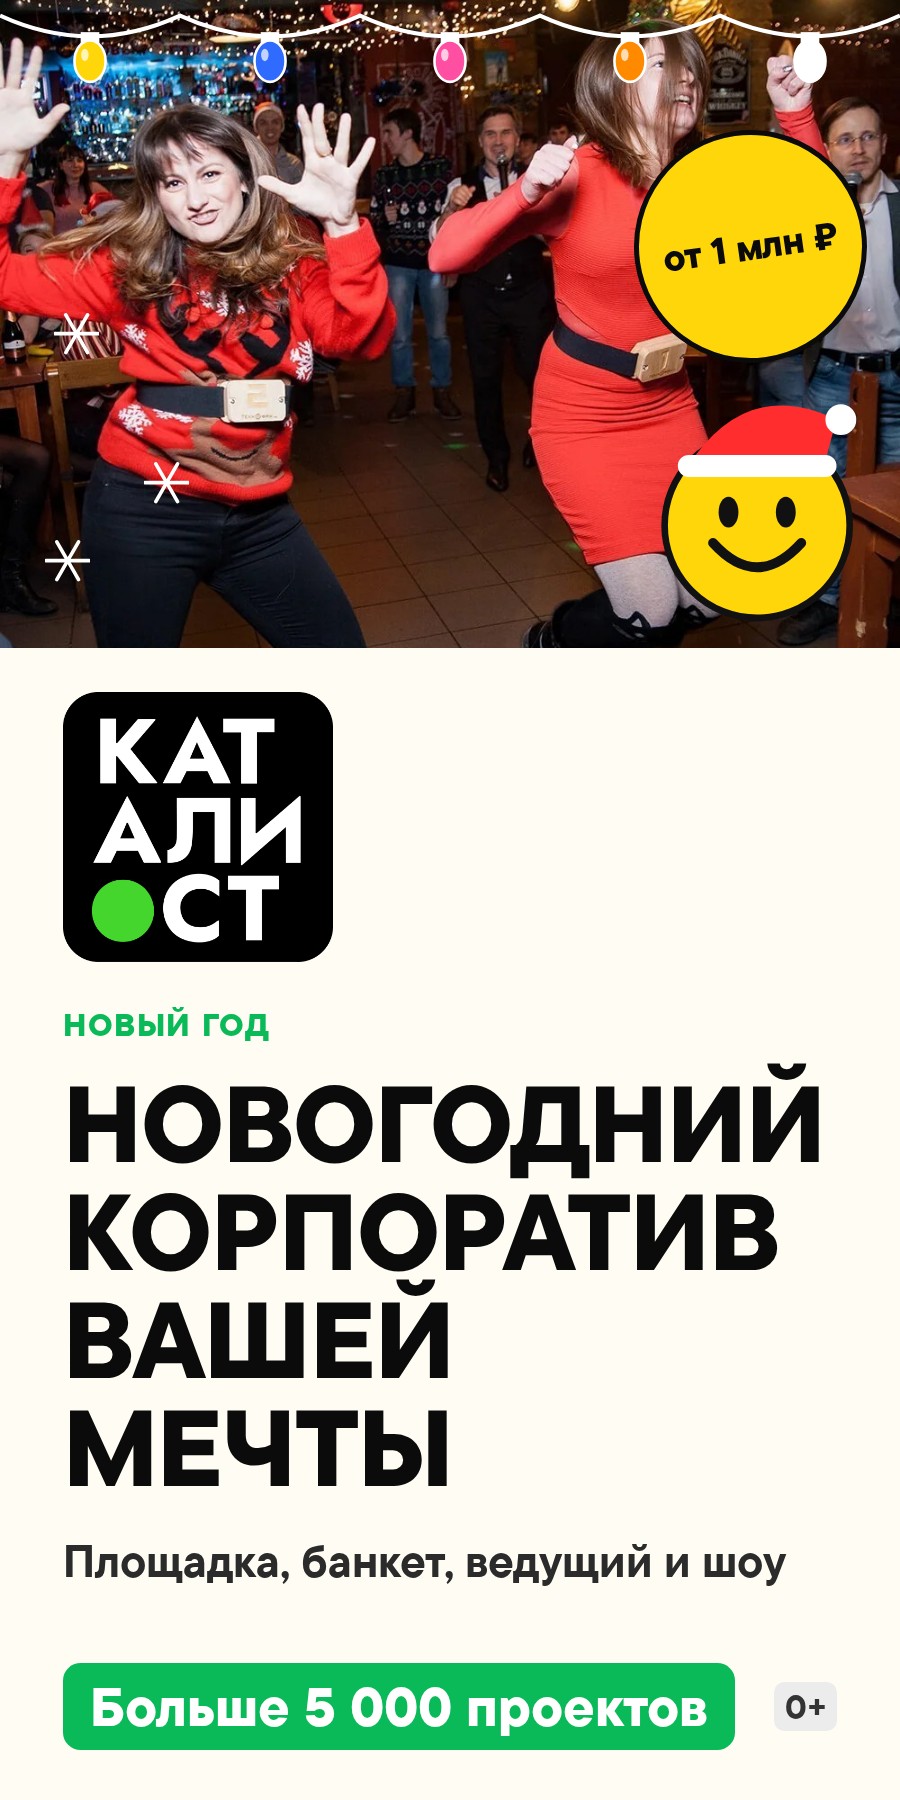 WHISKEY
от 1 млн ₽
КАТ
АЛИ
СТ
НОВЫЙ ГОД
НОВОГОДНИЙ
КОРПОРАТИВ
ВАШЕЙ
МЕЧТЫ
Площадка, банкет, ведущий и шоу
Больше 5 000 проектов
0+